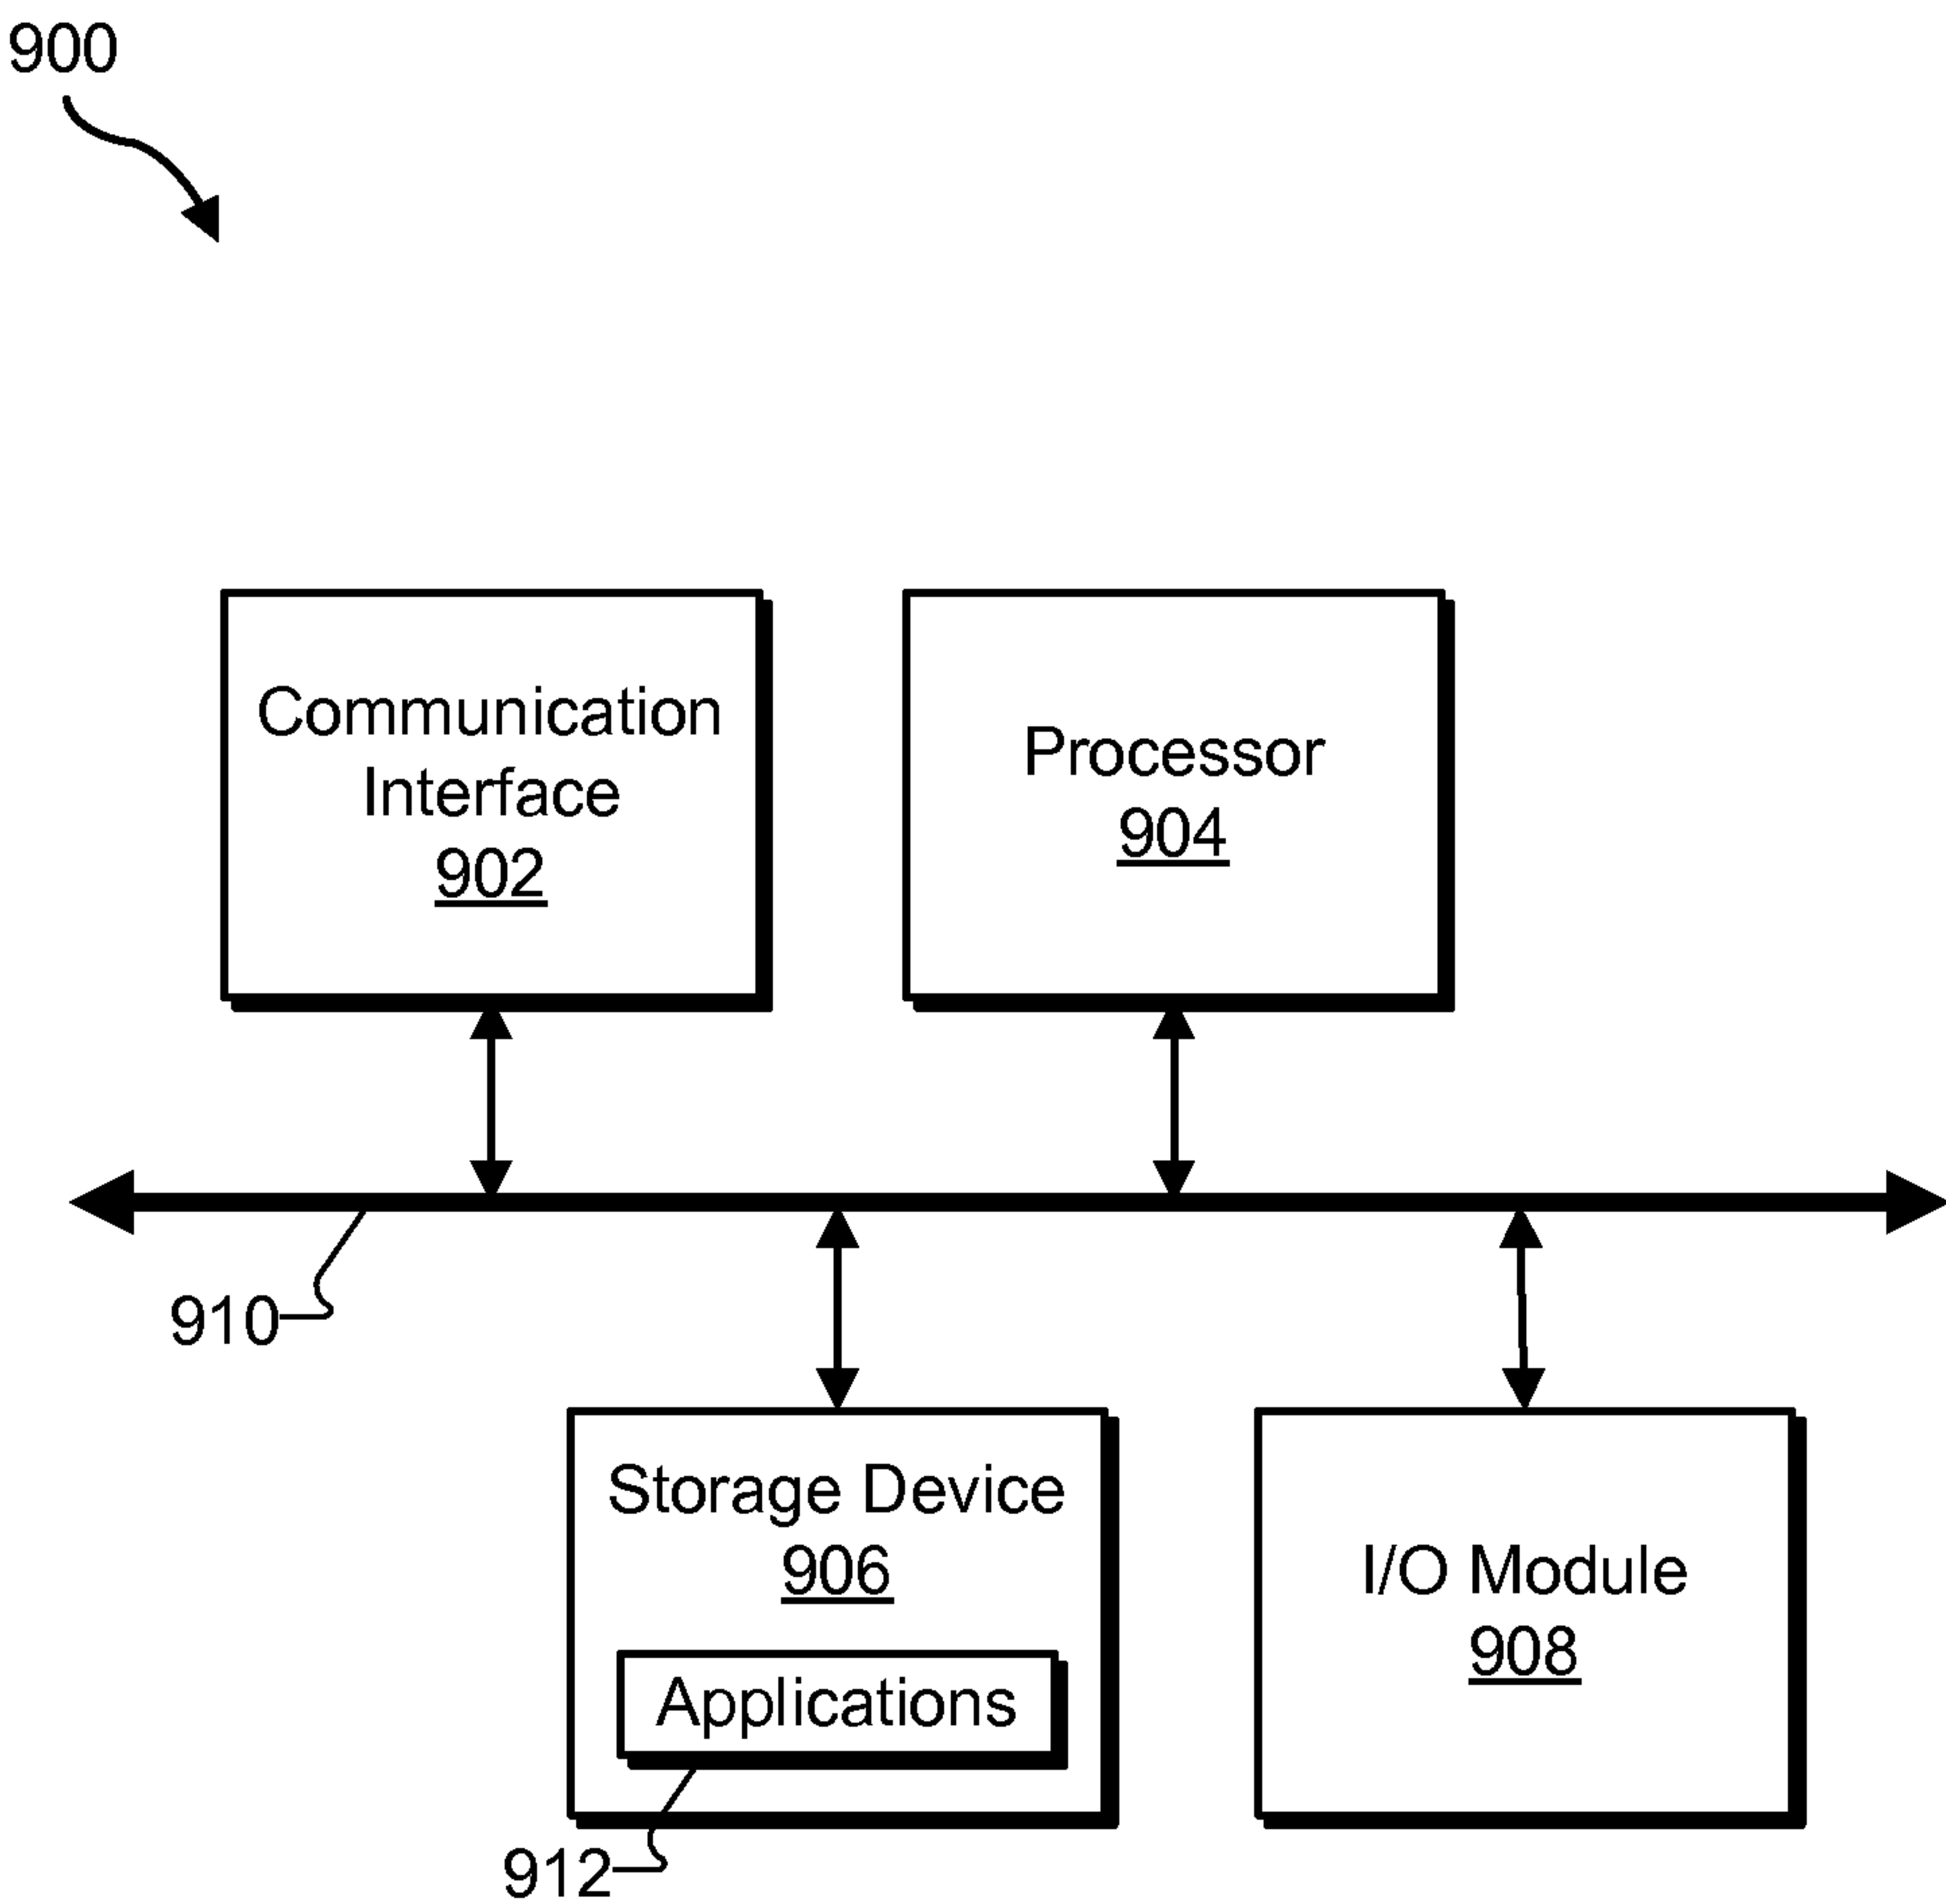 900
Communication
Interface
902
Processor
904
910
Storage Device
906
Applications
912
I/O Module
908